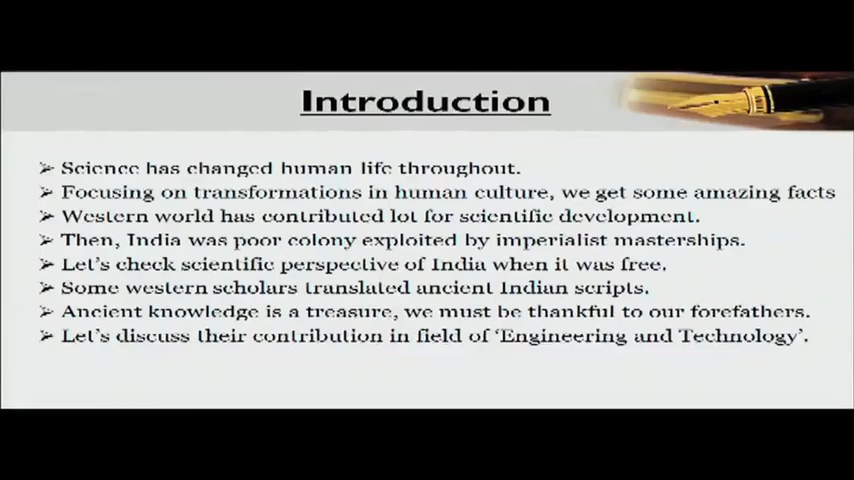 Introduction
➢ Science has changed human life throughout.
➢ Focusing on transformations in human culture, we get some amazing facts
➢ Western world has contributed lot for scientific development.
➢ Then, India was poor colony exploited by imperialist masterships.
➢ Let's check scientific perspective of India when it was free.
➢ Some western scholars translated ancient Indian scripts.
➢ Ancient knowledge is a treasure, we must be thankful to our forefathers.
➢ Let's discuss their contribution in field of 'Engineering and Technology'.